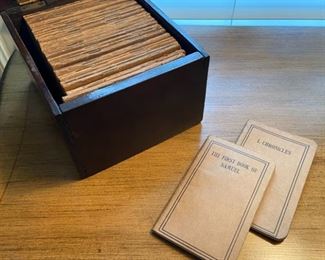 THE FIRST BOOK OF
SAMUEL
I. CHRONICLES